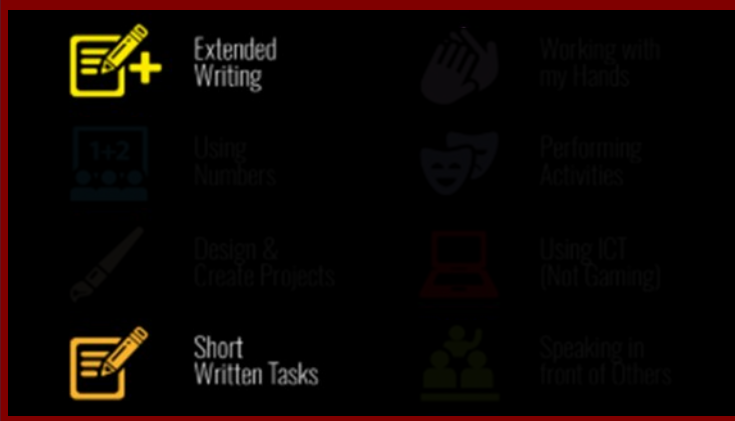 Extended
Writing
Working with
my Hands
1+2
Using
Numbers
Performing
Activities
Design &
Create Projects
Using ICT
(Not Gaming)
Short
Written Tasks
Speaking in
front of Others